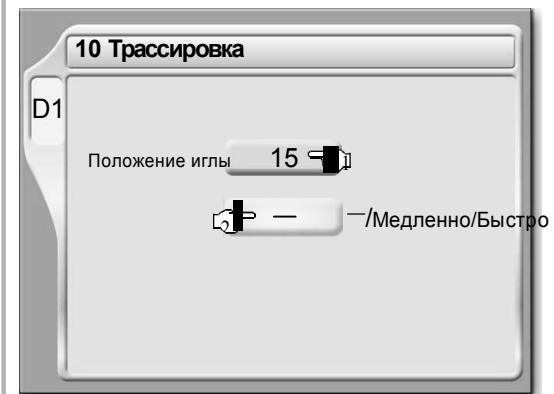 10 Трассировка
D1
Положение иглы 15
— —/Медленно/Быстро